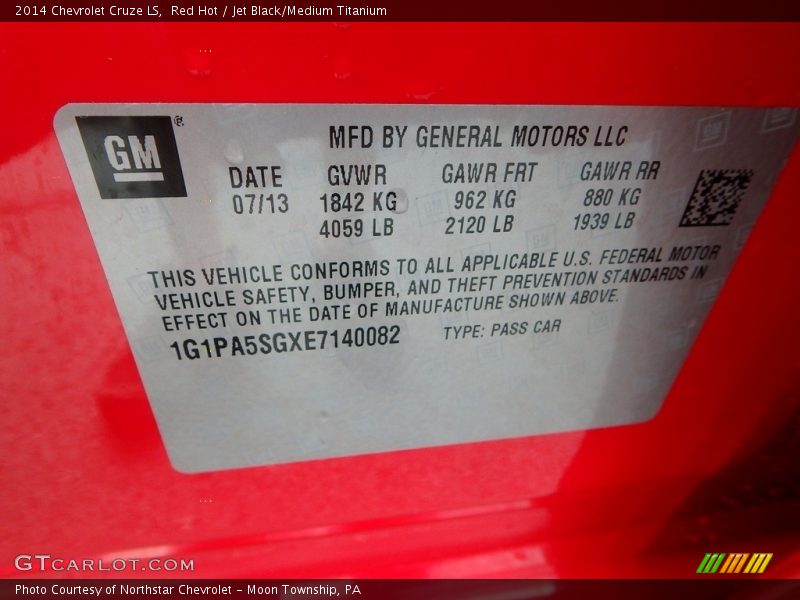 2014 Chevrolet Cruze LS, Red Hot / Jet Black/Medium Titanium
GM®
MFD BY GENERAL MOTORS LLC
DATE GVWR GAWR FRT GAWR RR
07/13 1842 KG 962 KG 880 KG
4059 LB 2120 LB 1939 LB
THIS VEHICLE CONFORMS TO ALL APPLICABLE U.S. FEDERAL MOTOR
VEHICLE SAFETY, BUMPER, AND THEFT PREVENTION STANDARDS IN
EFFECT ON THE DATE OF MANUFACTURE SHOWN ABOVE.
1G1PA5SGXE7140082 TYPE: PASS CAR
GTCARLOT.COM
Photo Courtesy of Northstar Chevrolet - Moon Township, PA